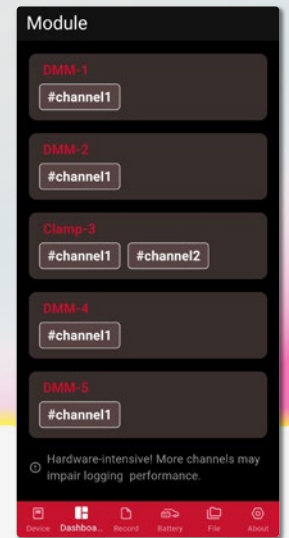 Module
DMM-1
#channel1
DMM-2
#channel1
Clamp-3
#channel1 #channel2
DMM-4
#channel1
DMM-5
#channel1
Hardware-intensive! More channels may
impair logging performance.
Device Dashboa... Record Battery File About